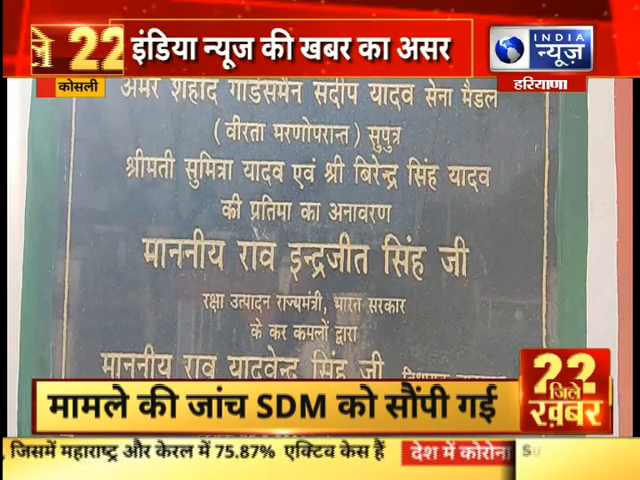 ले 22
इंडिया न्यूज की खबर का असर
INDIA
न्यूज़
हरियाणा
कोसली
अमर शहीद गार्डसमैन संदीप यादव सेना मैडल
(वीरता मरणोपरान्त) सुपुत्र
श्रीमती सुमित्रा यादव एवं श्री बिरेन्द्र सिंह यादव
की प्रतिमा का अनावरण
माननीय राव इन्द्रजीत सिंह जी
रक्षा उत्पादन राज्यमंत्री, भारत सरकार
के कर कमलों द्वारा
माननीय राव यादवेन्द्र सिंह जी
मामले की जांच SDM को सौंपी गई
22
जिले
ख़बर
, जिसमें महाराष्ट्र और केरल में 75.87% एक्टिव केस हैं
देश में कोरोना